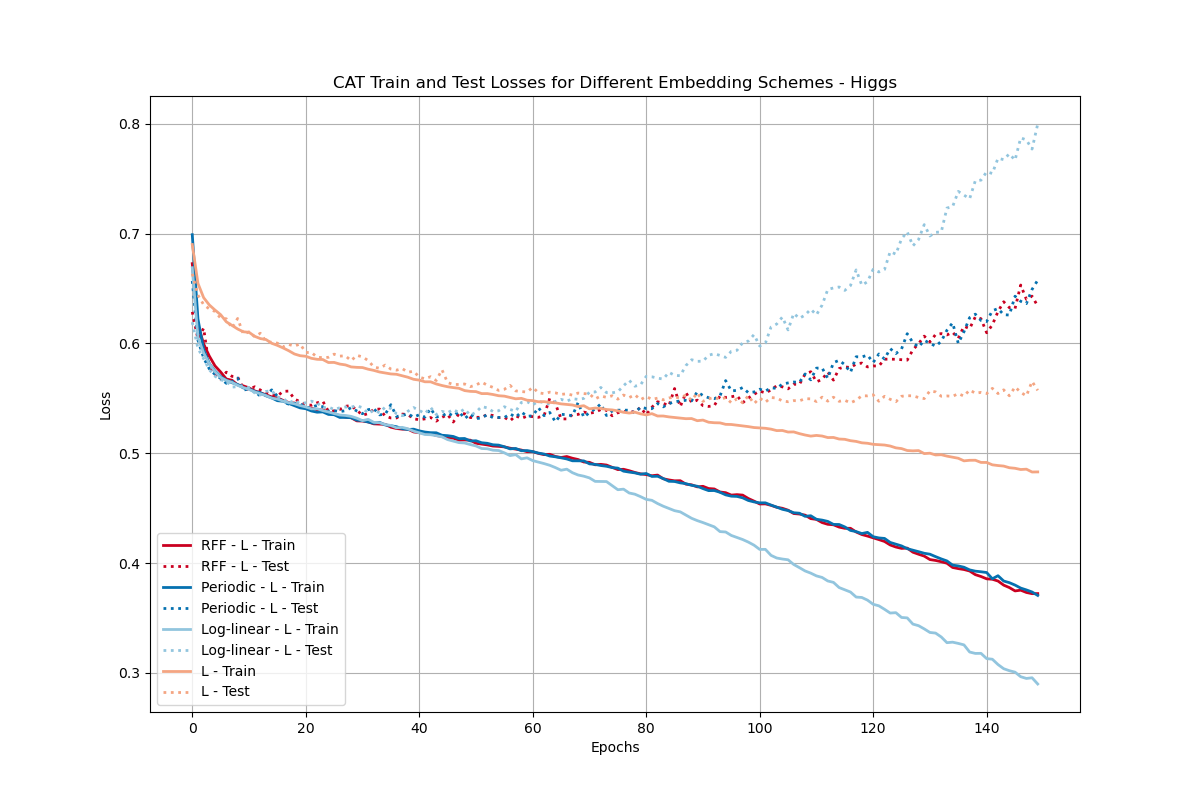 CAT Train and Test Losses for Different Embedding Schemes - Higgs
Loss
0.8
0.7
0.6
0.5
0.4
0.3
RFF - L - Train
RFF - L - Test
Periodic - L - Train
Periodic - L - Test
Log-linear - L - Train
Log-linear - L - Test
L - Train
L - Test
0 20 40 60 80 100 120 140
Epochs